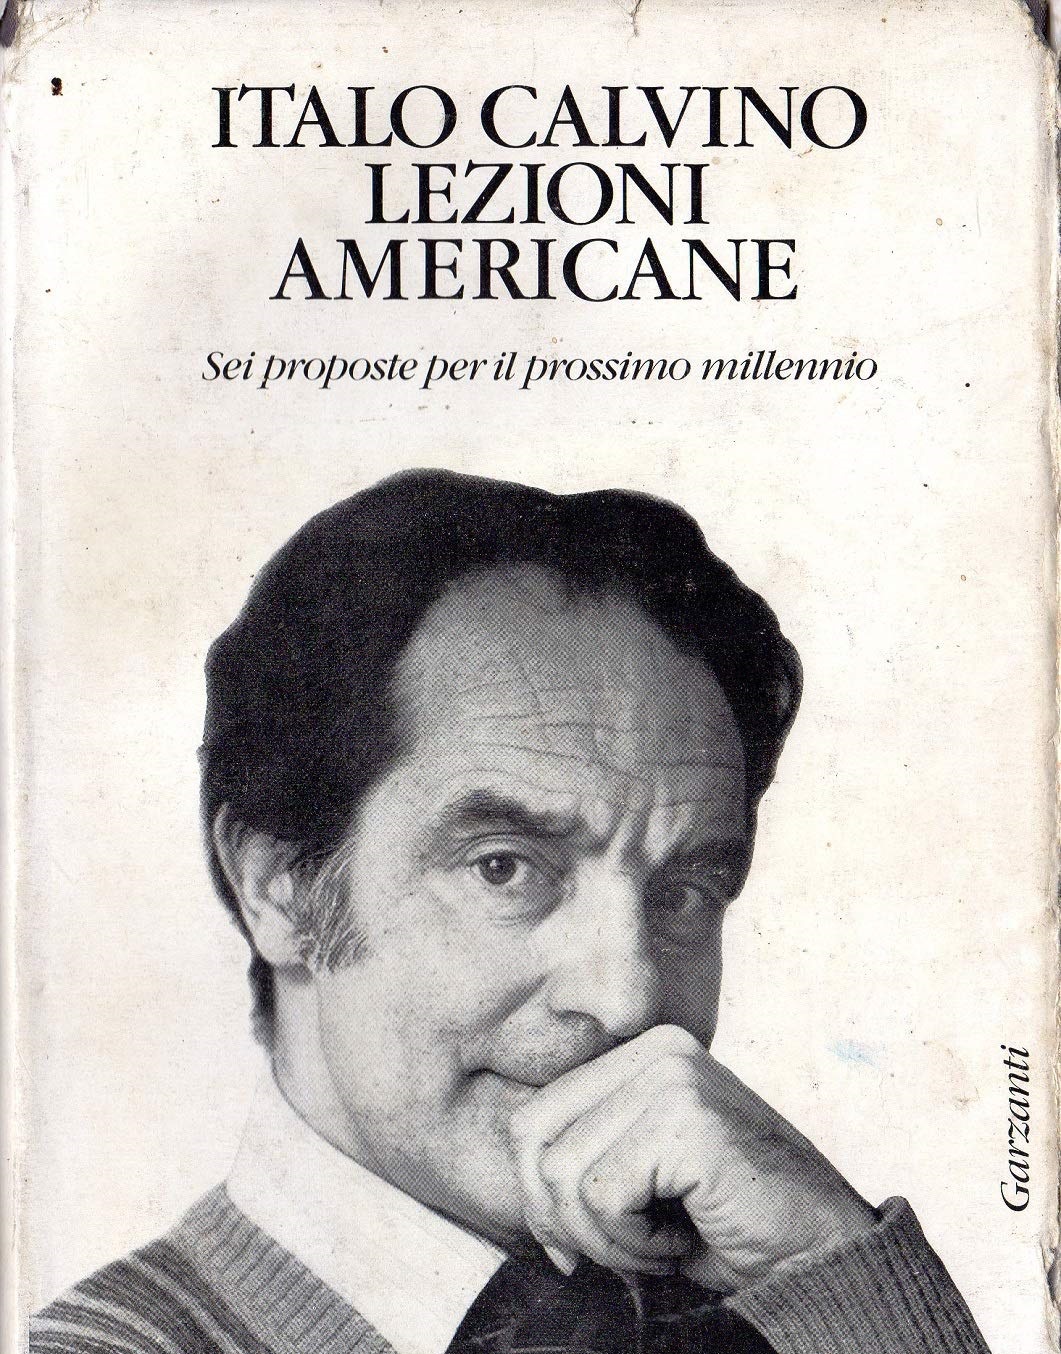 ITALO CALVINO
LEZIONI
AMERICANE
Sei proposte per il prossimo millennio
Garzanti